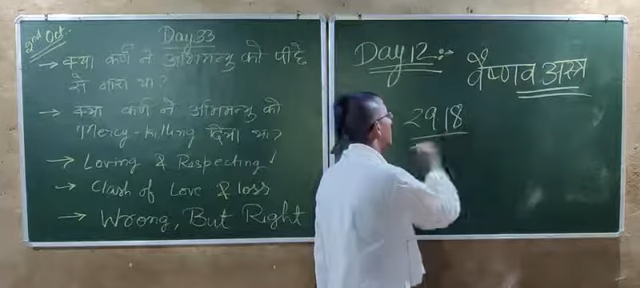 2nd Oct.
Day 33
→ क्या कर्ण ने अभिमन्यु को पीछे
से मारा था?
→ क्या कर्ण ने अभिमन्यु को
"Mercy-killing दिया था?
→ Loving & Respecting
→ Clash of Love & loss
→ Wrong, But Right
Day 12 :-
वैष्णव अस्त्र
2918